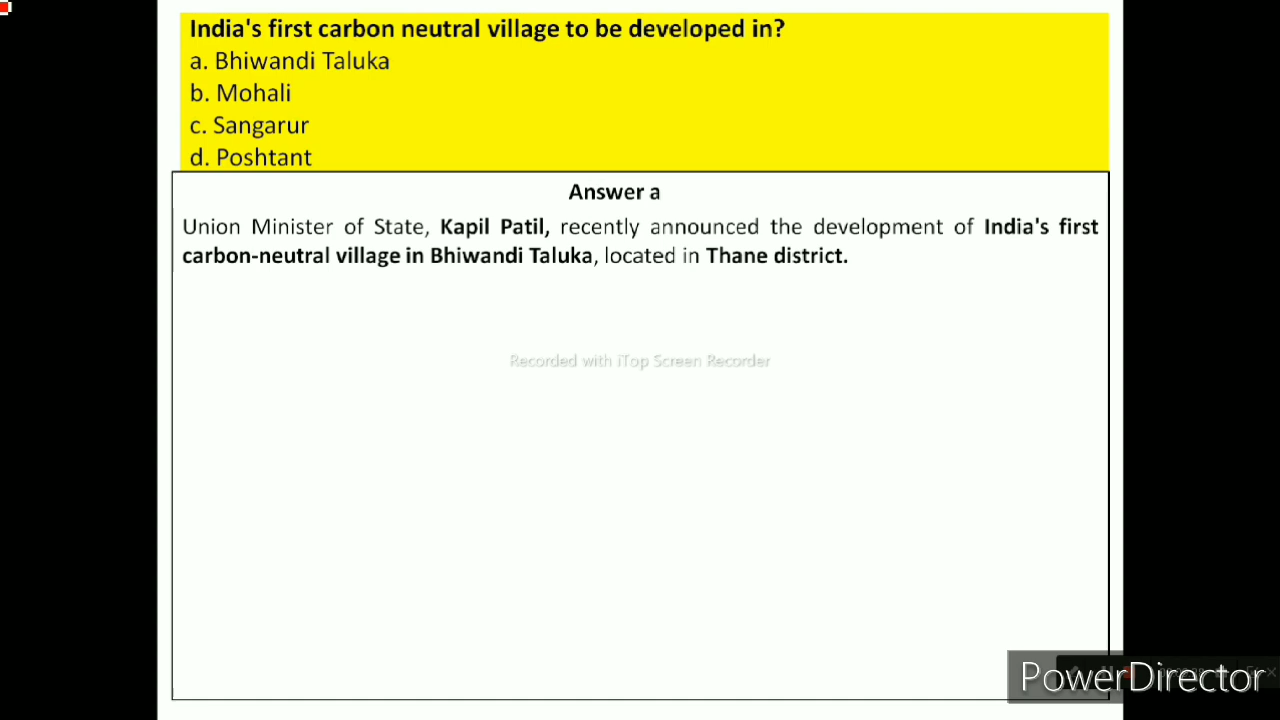 India's first carbon neutral village to be developed in?
a. Bhiwandi Taluka
b. Mohali
c. Sangarur
d. Poshtant
Answer a
Union Minister of State, Kapil Patil, recently announced the development of India's first
carbon-neutral village in Bhiwandi Taluka, located in Thane district.
Recorded with iTop Screen Recorder
PowerDirector